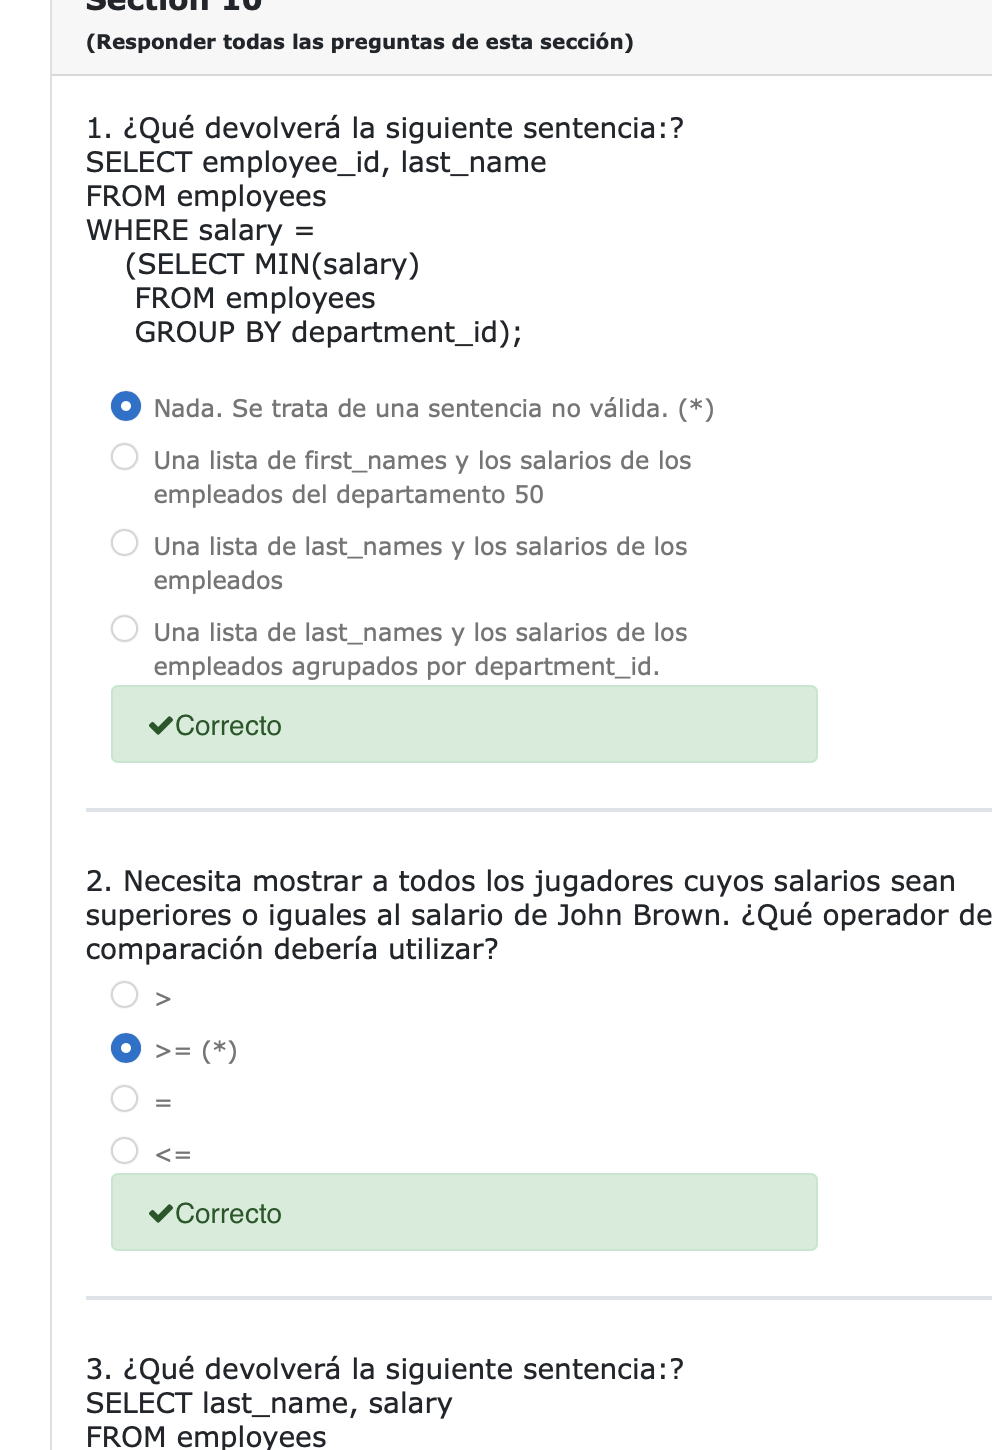 Section 10
(Responder todas las preguntas de esta sección)
1. ¿Qué devolverá la siguiente sentencia:?
SELECT employee_id, last_name
FROM employees
WHERE salary =
(SELECT MIN(salary)
FROM employees
GROUP BY department_id);
Nada. Se trata de una sentencia no válida. (*)
Una lista de first_names y los salarios de los
empleados del departamento 50
Una lista de last_names y los salarios de los
empleados
Una lista de last_names y los salarios de los
empleados agrupados por department_id.
✔Correcto
2. Necesita mostrar a todos los jugadores cuyos salarios sean
superiores o iguales al salario de John Brown. ¿Qué operador de
comparación debería utilizar?
>
>= (*)
=
<=
✔Correcto
3. ¿Qué devolverá la siguiente sentencia:?
SELECT last_name, salary
FROM employees